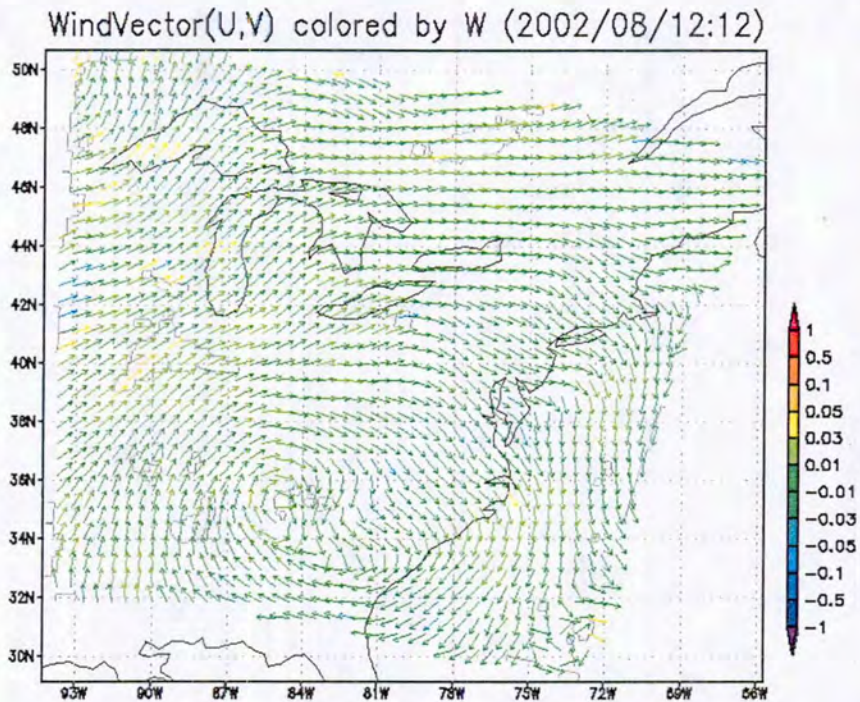 WindVector(U,V) colored by W (2002/08/12:12)
50N
48N
46N
44N
42N
40N
38N
36N
34N
32N
30N
93W 90W 87W 84W 81W 78W 75W 72W 69W 66W
1
0.5
0.1
0.05
0.03
0.01
-0.01
-0.03
-0.05
-0.1
-0.5
-1